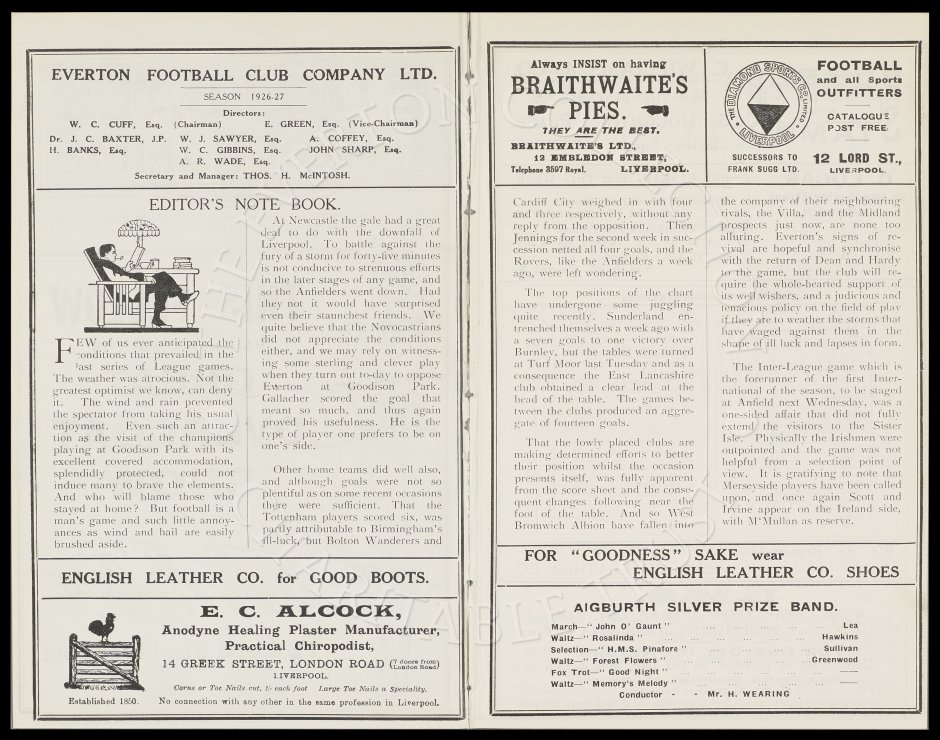 EVERTON FOOTBALL CLUB COMPANY LTD.
SEASON 1926-27
Directors:
W. C. CUFF, Esq. (Chairman) E. GREEN, Esq. (Vice-Chairman)
Dr. J. C. BAXTER, J.P. W. J. SAWYER, Esq. A. COFFEY, Esq.
H. BANKS, Esq. W. C. GIBBINS, Esq. JOHN SHARP, Esq.
A. R. WADE, Esq.
Secretary and Manager: THOS. H. McINTOSH.
EDITOR'S NOTE BOOK.
FEW of us ever anticipated the
conditions that prevailed in the
last series of League games.
The weather was atrocious. Not the
greatest optimist we know, can deny
it. The wind and rain prevented
the spectator from taking his usual
enjoyment. Even such an attrac-
tion as the visit of the champions
playing at Goodison Park with its
excellent covered accommodation,
splendidly protected, could not
induce many to brave the elements.
And who will blame those who
stayed at home? But football is a
man's game and such little annoy-
ances as wind and hail are easily
brushed aside.
At Newcastle the gale had a great
deal to do with the downfall of
Liverpool. To battle against the
fury of a storm for forty-five minutes
is not conducive to strenuous efforts
in the later stages of any game, and
so the Anfielders went down. Had
they not it would have surprised
even their staunchest friends. We
quite believe that the Novocastrians
did not appreciate the conditions
either, and we may rely on witness-
ing some sterling and clever play
when they turn out to-day to oppose
Everton at Goodison Park.
Gallacher scored the goal that
meant so much, and thus again
proved his usefulness. He is the
type of player one prefers to be on
one's side.
Other home teams did well also,
and although goals were not so
plentiful as on some recent occasions
there were sufficient. That the
Tottenham players scored six, was
partly attributable to Birmingham's
ill-luck, but Bolton Wanderers and
ENGLISH LEATHER CO. for GOOD BOOTS.
E. C. ALCOCK,
Anodyne Healing Plaster Manufacturer,
Practical Chiropodist,
14 GREEK STREET, LONDON ROAD (7 doors from London Road)
LIVERPOOL.
Corns or Toe Nails cut, 1/- each foot Large Toe Nails a Speciality.
Established 1850. No connection with any other in the same profession in Liverpool.
Always INSIST on having
BRAITHWAITE'S
PIES.
THEY ARE THE BEST.
BRAITHWAITE'S LTD.,
12 EMBLEDON STREET,
Telephone 3597 Royal. LIVERPOOL.
THE DIAMOND SPORTS CO. LIMITED
LIVERPOOL
SUCCESSORS TO
FRANK SUGG LTD.
FOOTBALL
and all Sports
OUTFITTERS
CATALOGUE
POST FREE
12 LORD ST.,
LIVERPOOL.
Cardiff City weighed in with four
and three respectively, without any
reply from the opposition. Then
Jennings for the second week in suc-
cession netted all four goals, and the
Rovers, like the Anfielders a week
ago, were left wondering.
The top positions of the chart
have undergone some juggling
quite recently. Sunderland en-
trenched themselves a week ago with
a seven goals to one victory over
Burnley, but the tables were turned
at Turf Moor last Tuesday and as a
consequence the East Lancashire
club obtained a clear lead at the
head of the table. The games be-
tween the clubs produced an aggre-
gate of fourteen goals.
That the lowly placed clubs are
making determined efforts to better
their position whilst the occasion
presents itself, was fully apparent
from the score sheet and the conse-
quent changes following near the
foot of the table. And so West
Bromwich Albion have fallen into
the company of their neighbouring
rivals, the Villa, and the Midland
prospects just now, are none too
alluring. Everton's signs of re-
vival are hopeful and synchronise
with the return of Dean and Hardy
to the game, but the club will re-
quire the whole-hearted support of
its well wishers, and a judicious and
tenacious policy on the field of play
if they are to weather the storms that
have waged against them in the
shape of ill luck and lapses in form.
The Inter-League game which is
the forerunner of the first Inter-
national of the season, to be staged
at Anfield next Wednesday, was a
one-sided affair that did not fully
extend the visitors to the Sister
Isle. Physically the Irishmen were
outpointed and the game was not
helpful from a selection point of
view. It is gratifying to note that
Merseyside players have been called
upon, and once again Scott and
Irvine appear on the Ireland side,
with M'Mullan as reserve.
FOR "GOODNESS" SAKE wear
ENGLISH LEATHER CO. SHOES
AIGBURTH SILVER PRIZE BAND.
March—"John O' Gaunt" ... Lea
Waltz—"Rosalinda" ... Hawkins
Selection—"H.M.S. Pinafore" ... Sullivan
Waltz—"Forest Flowers" ... Greenwood
Fox Trot—"Good Night" ... ——
Waltz—"Memory's Melody" ... ——
Conductor - - Mr. H. WEARING